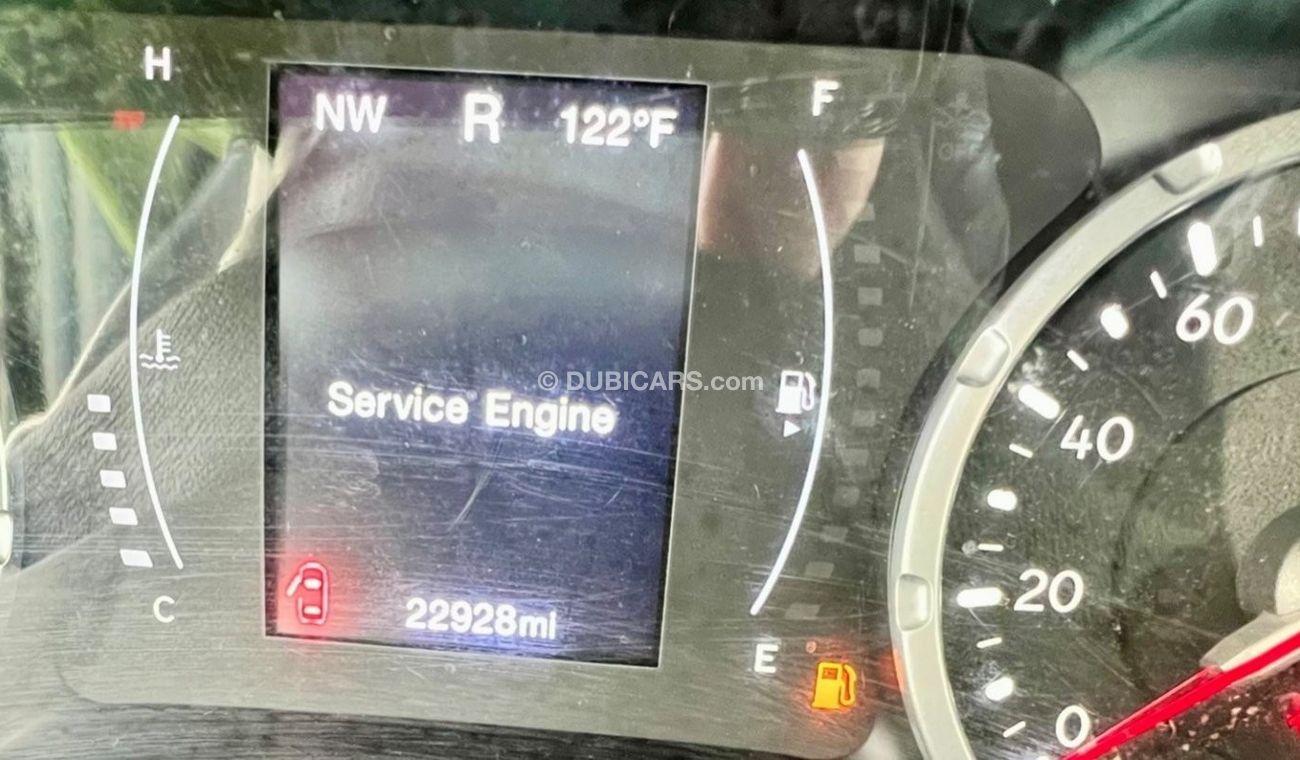 H
NW R 122°F
F
60
© DUBICARS.com
Service Engine
40
20
C
22928mi
E
0